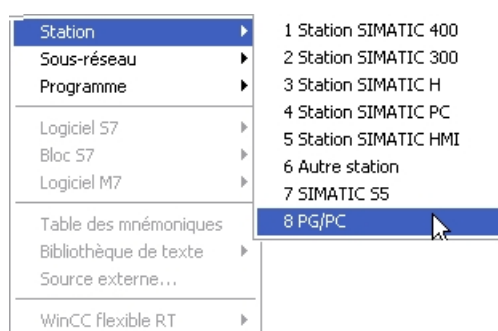 Station
Sous-réseau
Programme
Logiciel S7
Bloc S7
Logiciel M7
Table des mnémoniques
Bibliothèque de texte
Source externe...
WinCC flexible RT
1 Station SIMATIC 400
2 Station SIMATIC 300
3 Station SIMATIC H
4 Station SIMATIC PC
5 Station SIMATIC HMI
6 Autre station
7 SIMATIC S5
8 PG/PC